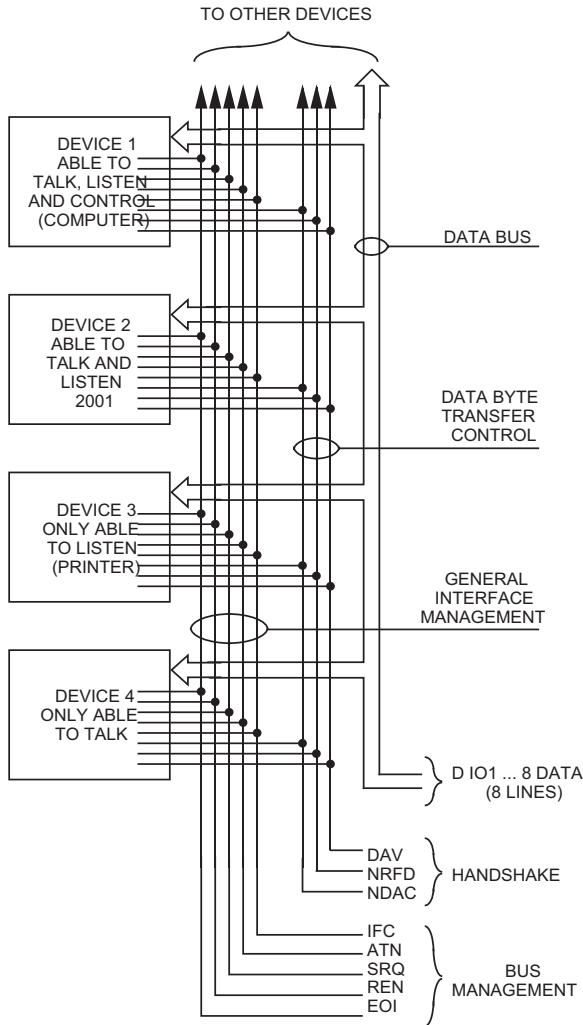 TO OTHER DEVICES
DEVICE 1
ABLE TO
TALK, LISTEN
AND CONTROL
(COMPUTER)
DATA BUS
DEVICE 2
ABLE TO
TALK AND
LISTEN
2001
DATA BYTE
TRANSFER
CONTROL
DEVICE 3
ONLY ABLE
TO LISTEN
(PRINTER)
GENERAL
INTERFACE
MANAGEMENT
DEVICE 4
ONLY ABLE
TO TALK
D IO1 ... 8 DATA
(8 LINES)
DAV
NRFD
NDAC
HANDSHAKE
IFC
ATN
SRQ
REN
EOI
BUS
MANAGEMENT